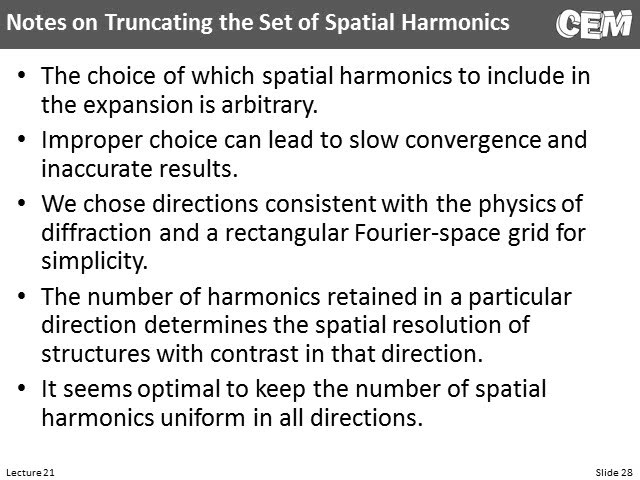 Notes on Truncating the Set of Spatial Harmonics
CEM
• The choice of which spatial harmonics to include in
the expansion is arbitrary.
• Improper choice can lead to slow convergence and
inaccurate results.
• We chose directions consistent with the physics of
diffraction and a rectangular Fourier-space grid for
simplicity.
• The number of harmonics retained in a particular
direction determines the spatial resolution of
structures with contrast in that direction.
• It seems optimal to keep the number of spatial
harmonics uniform in all directions.
Lecture 21
Slide 28